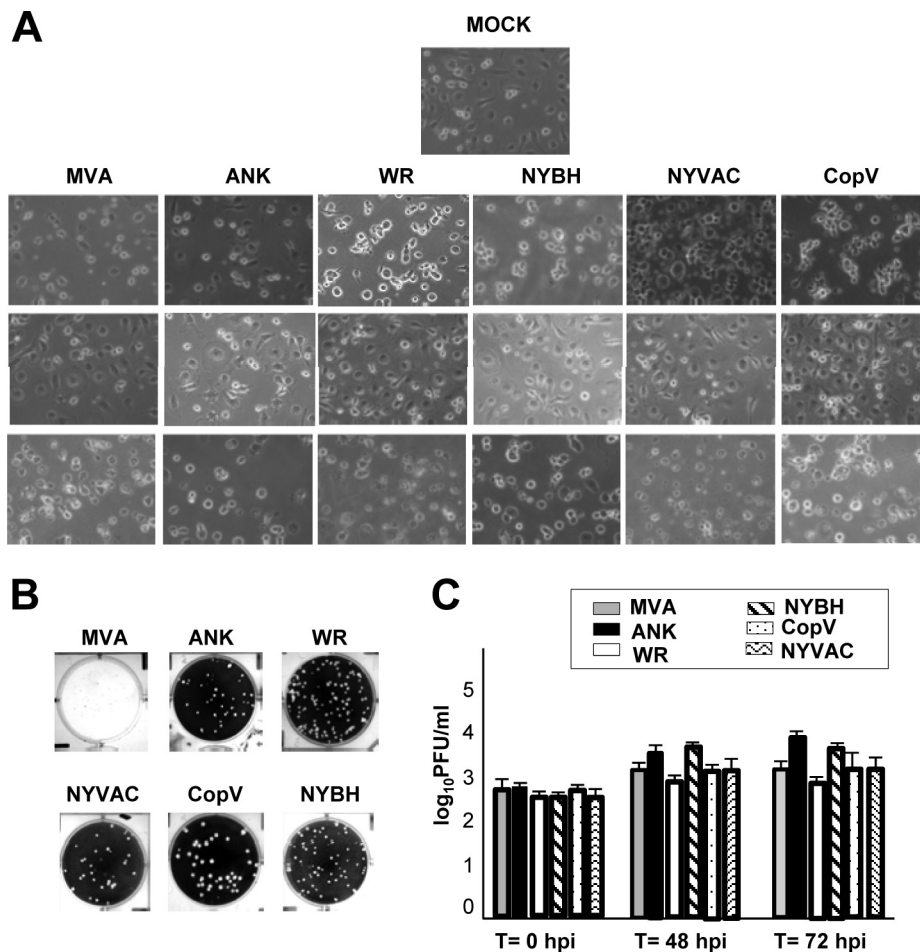 A
MOCK
MVA ANK WR NYBH NYVAC CopV
B
MVA ANK WR
NYVAC CopV NYBH
C
MVA NYBH
ANK CopV
WR NYVAC
log10PFU/ml
5
4
3
2
1
0
T= 0 hpi T= 48 hpi T= 72 hpi